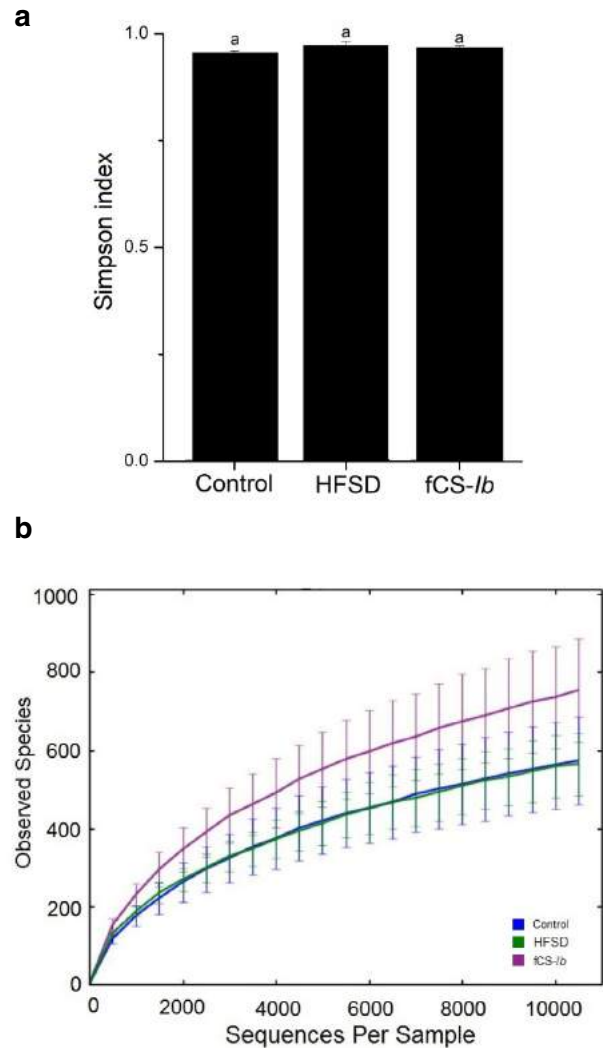 a
1.0
a
a
a
0.5
0.0
Simpson index
Control
HFSD
fCS-Ib
b
1000
800
600
400
200
0
Observed Species
Control
HFSD
fCS-Ib
0
2000
4000
6000
8000
10000
Sequences Per Sample